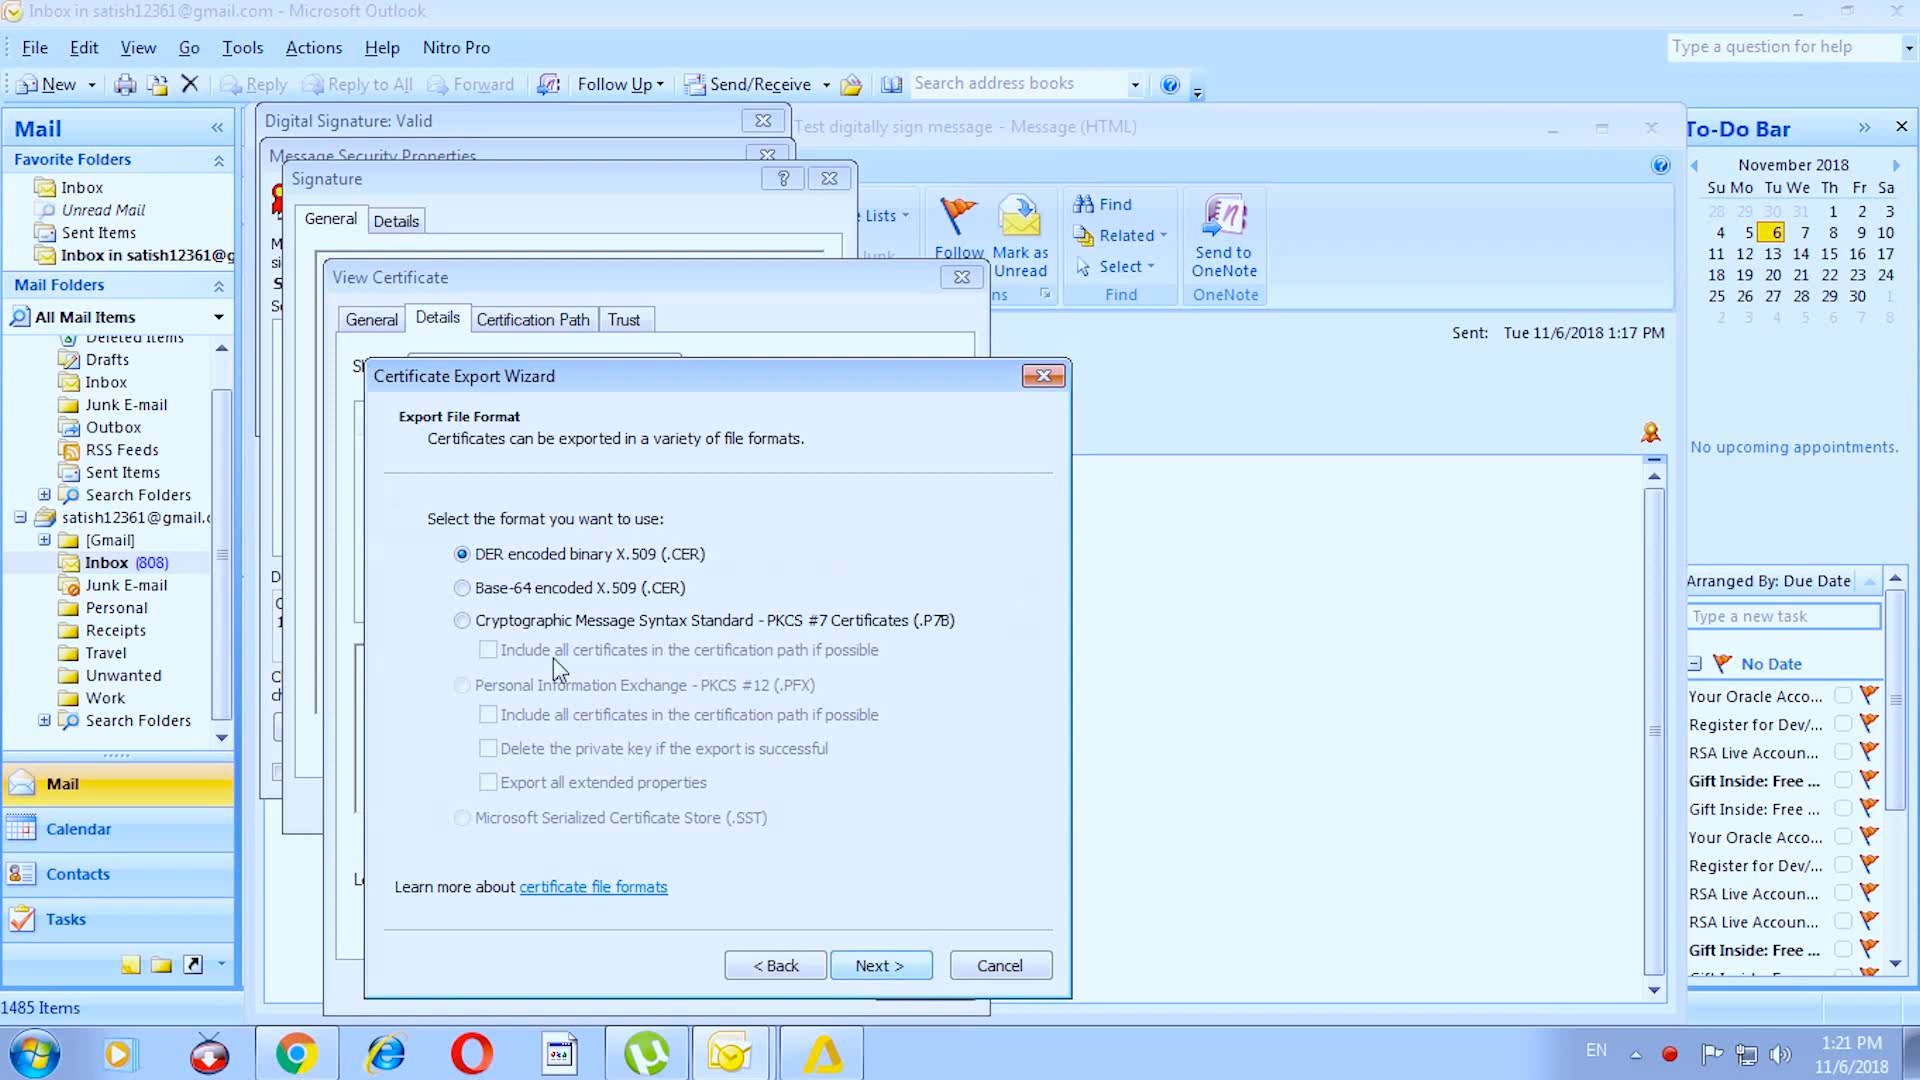 Inbox in satish12361@gmail.com - Microsoft Outlook
File Edit View Go Tools Actions Help Nitro Pro
Type a question for help
New Reply Reply to All Forward Follow Up Send/Receive Search address books
Mail
Favorite Folders
Inbox
Unread Mail
Sent Items
Inbox in satish12361@g
Mail Folders
All Mail Items
Deleted Items
Drafts
Inbox
Junk E-mail
Outbox
RSS Feeds
Sent Items
Search Folders
satish12361@gmail.c
[Gmail]
Inbox (808)
Junk E-mail
Personal
Receipts
Travel
Unwanted
Work
Search Folders
Mail
Calendar
Contacts
Tasks
1485 Items
Digital Signature: Valid
Test digitally sign message - Message (HTML)
Message Security Properties
Signature
General Details
Lists
Junk
Follow
Mark as
Unread
Find
Related
Select
Find
Send to
OneNote
OneNote
Sent: Tue 11/6/2018 1:17 PM
View Certificate
General Details Certification Path Trust
Certificate Export Wizard
Export File Format
Certificates can be exported in a variety of file formats.
Select the format you want to use:
DER encoded binary X.509 (.CER)
Base-64 encoded X.509 (.CER)
Cryptographic Message Syntax Standard - PKCS #7 Certificates (.P7B)
Include all certificates in the certification path if possible
Personal Information Exchange - PKCS #12 (.PFX)
Include all certificates in the certification path if possible
Delete the private key if the export is successful
Export all extended properties
Microsoft Serialized Certificate Store (.SST)
Learn more about certificate file formats
< Back Next > Cancel
To-Do Bar
November 2018
Su Mo Tu We Th Fr Sa
28 29 30 31 1 2 3
4 5 6 7 8 9 10
11 12 13 14 15 16 17
18 19 20 21 22 23 24
25 26 27 28 29 30 1
2 3 4 5 6 7 8
No upcoming appointments.
Arranged By: Due Date
Type a new task
No Date
Your Oracle Acco...
Register for Dev/...
RSA Live Accoun...
Gift Inside: Free ...
Gift Inside: Free ...
Your Oracle Acco...
Register for Dev/...
RSA Live Accoun...
RSA Live Accoun...
Gift Inside: Free ...
EN
1:21 PM
11/6/2018